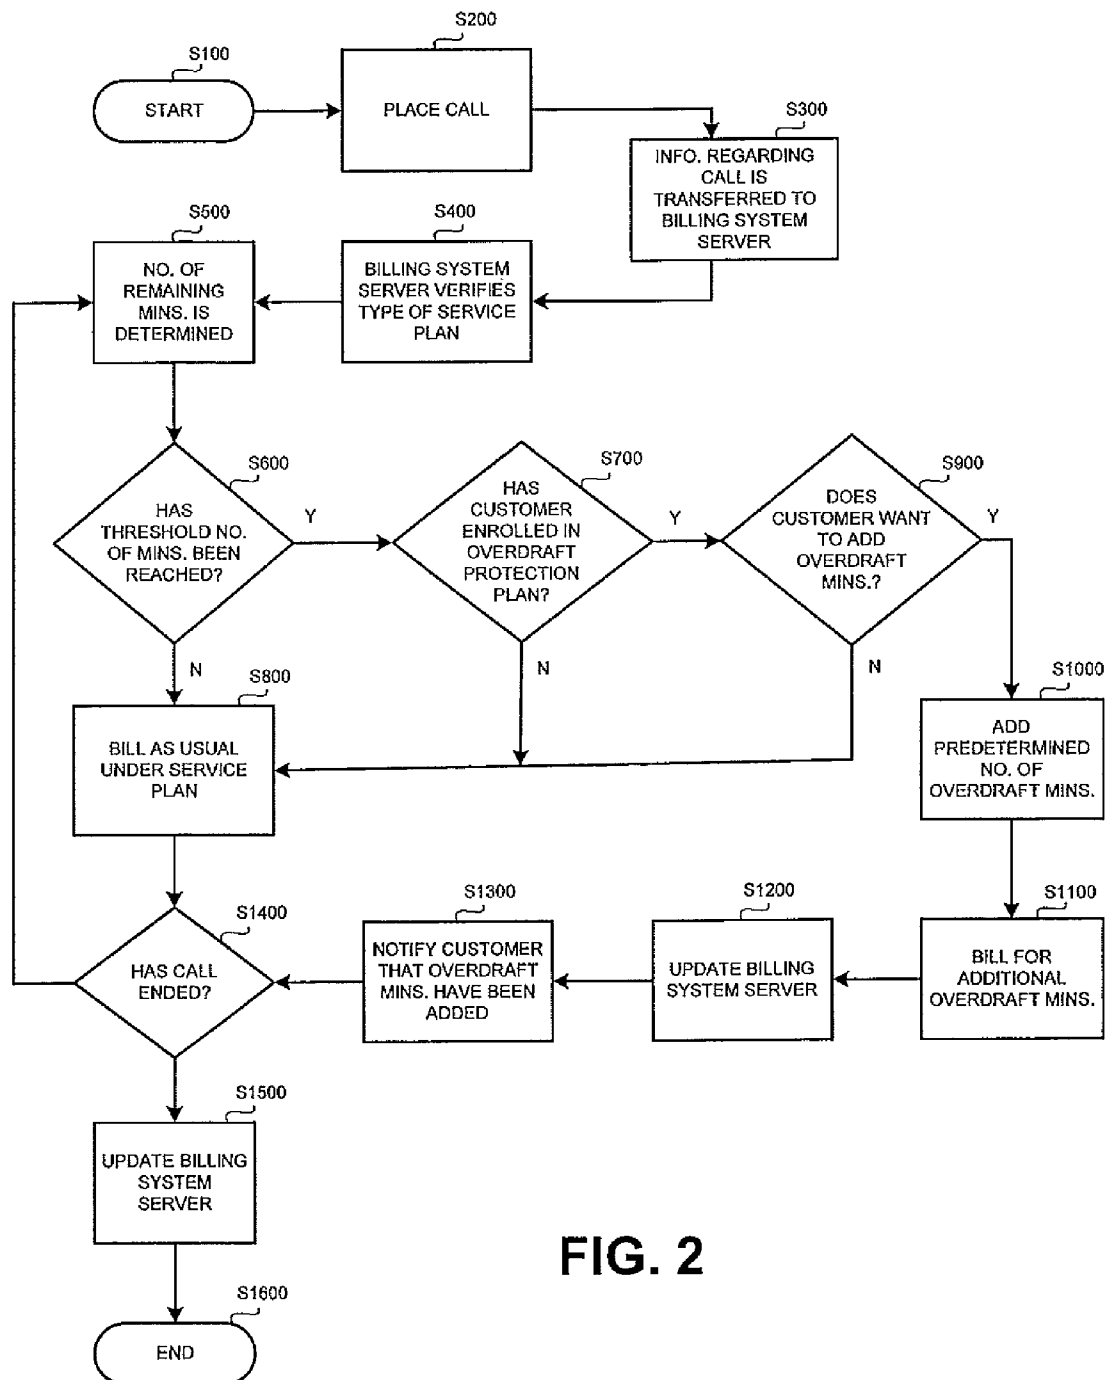 S100
START
S200
PLACE CALL
S300
INFO. REGARDING
CALL IS
TRANSFERRED TO
BILLING SYSTEM
SERVER
S400
BILLING SYSTEM
SERVER VERIFIES
TYPE OF SERVICE
PLAN
S500
NO. OF
REMAINING
MINS. IS
DETERMINED
S600
HAS
THRESHOLD NO.
OF MINS. BEEN
REACHED?
Y
N
S700
HAS
CUSTOMER
ENROLLED IN
OVERDRAFT
PROTECTION
PLAN?
Y
N
S900
DOES
CUSTOMER WANT
TO ADD
OVERDRAFT
MINS.?
Y
N
S800
BILL AS USUAL
UNDER SERVICE
PLAN
S1000
ADD
PREDETERMINED
NO. OF
OVERDRAFT MINS.
S1100
BILL FOR
ADDITIONAL
OVERDRAFT MINS.
S1200
UPDATE BILLING
SYSTEM SERVER
S1300
NOTIFY CUSTOMER
THAT OVERDRAFT
MINS. HAVE BEEN
ADDED
S1400
HAS CALL
ENDED?
S1500
UPDATE BILLING
SYSTEM
SERVER
S1600
END
FIG. 2